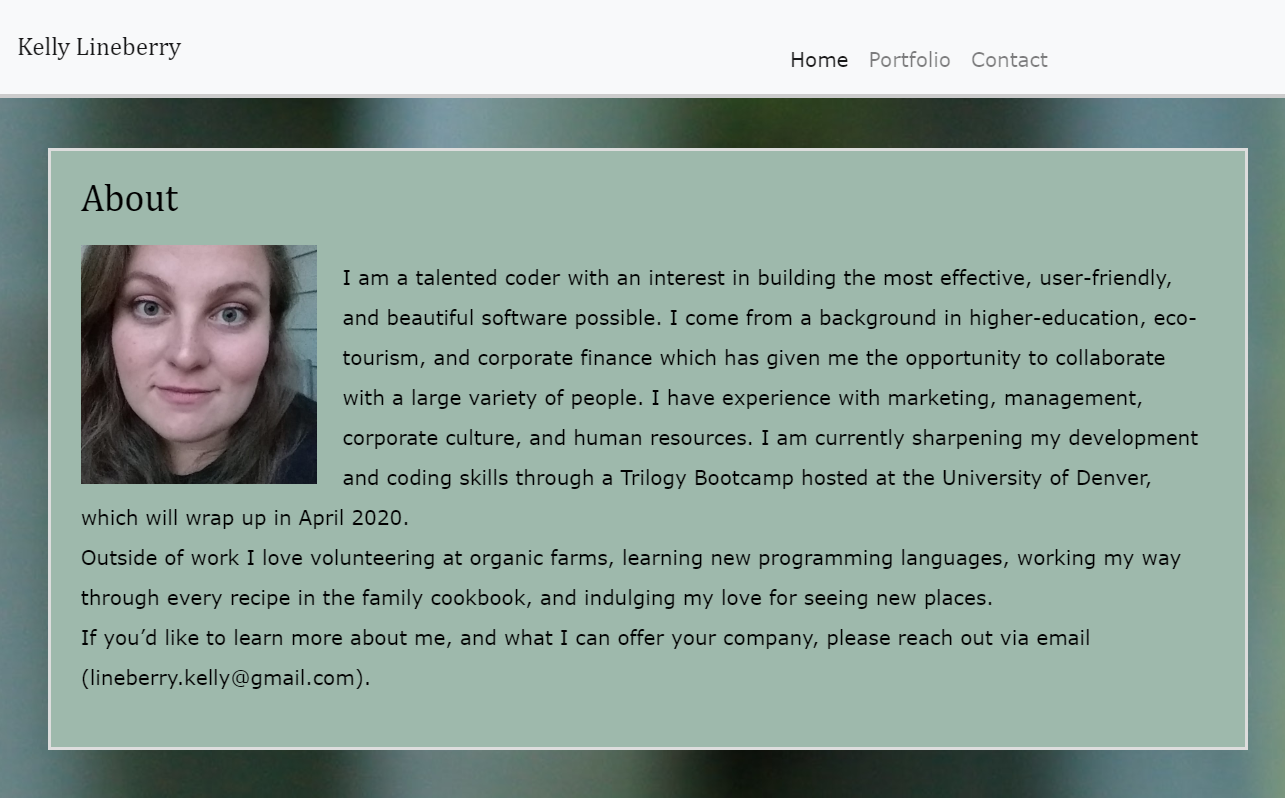 Kelly Lineberry
Home Portfolio Contact
About
I am a talented coder with an interest in building the most effective, user-friendly,
and beautiful software possible. I come from a background in higher-education, eco-
tourism, and corporate finance which has given me the opportunity to collaborate
with a large variety of people. I have experience with marketing, management,
corporate culture, and human resources. I am currently sharpening my development
and coding skills through a Trilogy Bootcamp hosted at the University of Denver,
which will wrap up in April 2020.
Outside of work I love volunteering at organic farms, learning new programming languages, working my way
through every recipe in the family cookbook, and indulging my love for seeing new places.
If you’d like to learn more about me, and what I can offer your company, please reach out via email
(lineberry.kelly@gmail.com).